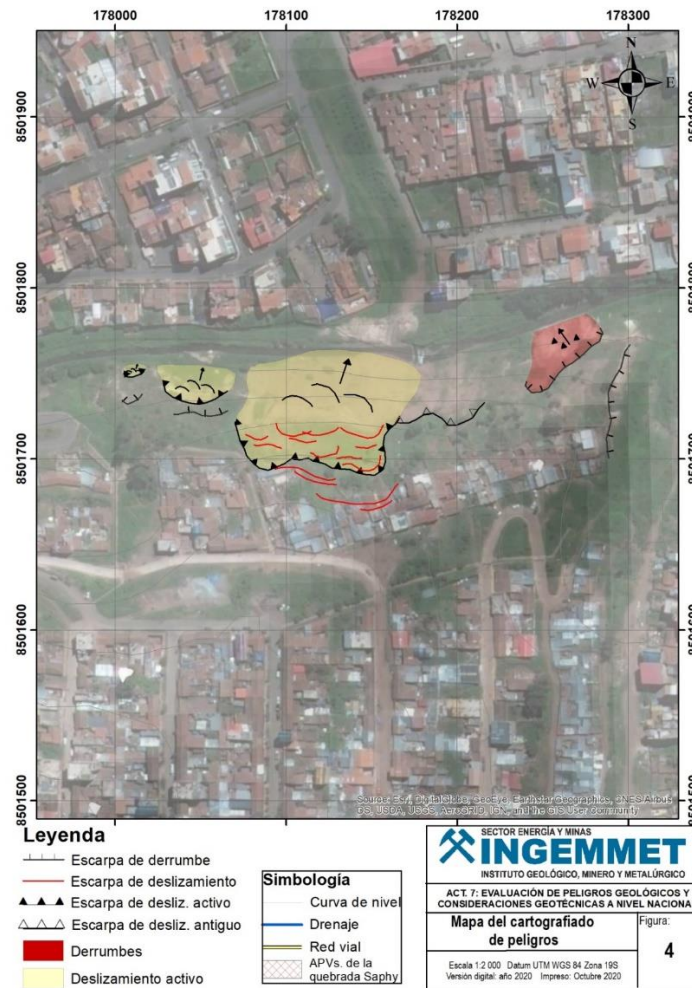 178000 178100 178200 178300
N
W E
S
8501900 8501900
8501800 8501800
8501700 8501700
8501600 8501600
8501500
Source: Esri, DigitalGlobe, GeoEye, Earthstar Geographics, CNES/Airbus
DS, USDA, USGS, AeroGRID, IGN, and the GIS User Community
Leyenda
Escarpa de derrumbe
Escarpa de deslizamiento
Escarpa de desliz. activo
Escarpa de desliz. antiguo
Derrumbes
Deslizamiento activo
Simbología
Curva de nivel
Drenaje
Red vial
APVs. de la
quebrada Saphy
SECTOR ENERGÍA Y MINAS
INGEMMET
INSTITUTO GEOLÓGICO, MINERO Y METALÚRGICO
ACT. 7: EVALUACIÓN DE PELIGROS GEOLÓGICOS Y
CONSIDERACIONES GEOTÉCNICAS A NIVEL NACIONA
Mapa del cartografiado
de peligros
Figura:
4
Escala 1:2 000 Datum UTM WGS 84 Zona 19S
Versión digital: año 2020 Impreso: Octubre 2020